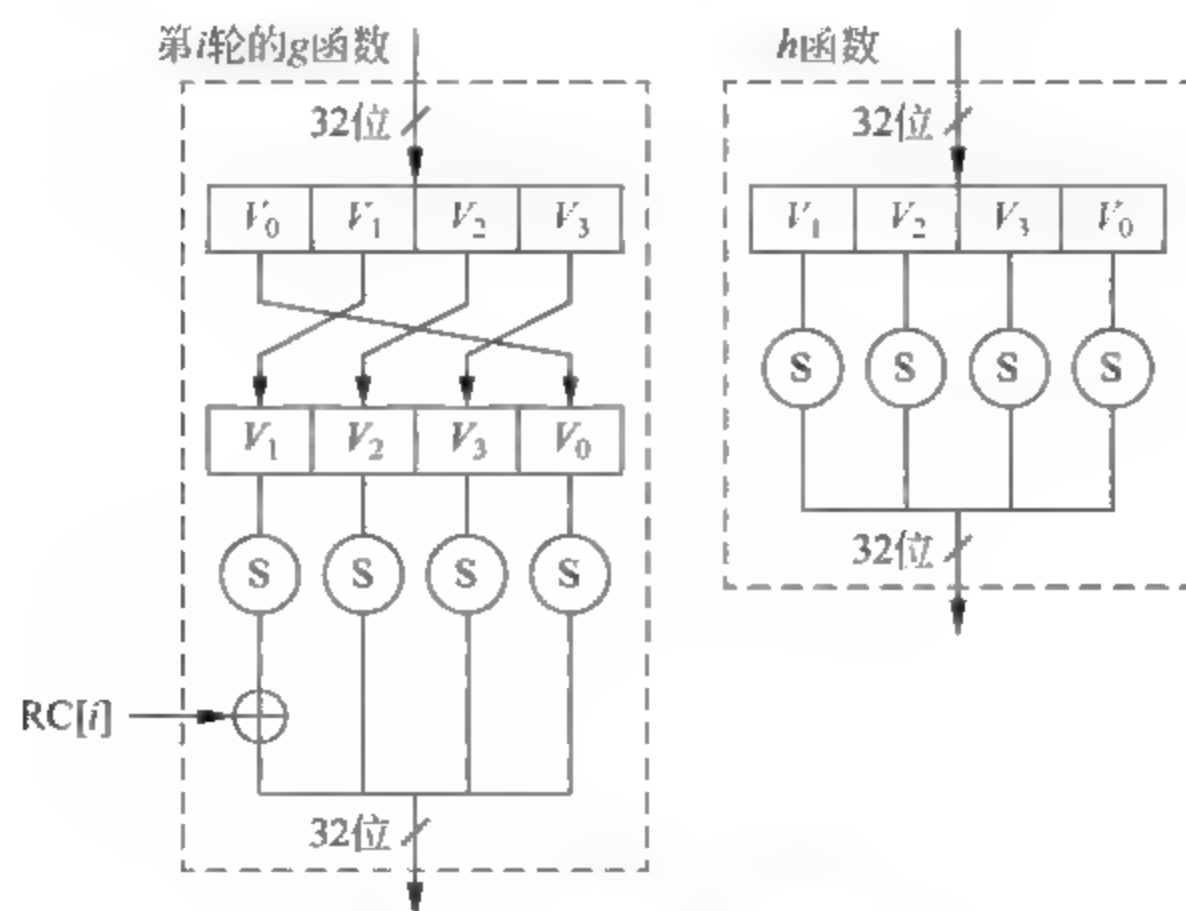 第i轮的g函数
32位
V₀ V₁ V₂ V₃
V₁ V₂ V₃ V₀
S S S S
RC[i]
32位
h函数
32位
V₁ V₂ V₃ V₀
S S S S
32位